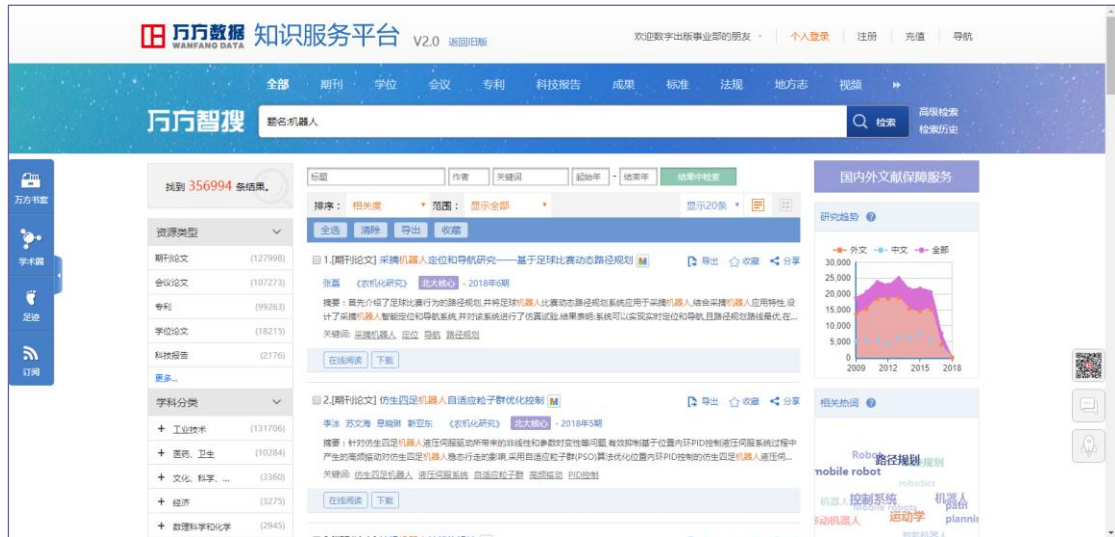 万方数据 知识服务平台 V2.0 返回旧版
WANFANG DATA
欢迎数字出版事业部的朋友 个人登录 注册 充值 导航
全部 期刊 学位 会议 专利 科技报告 成果 标准 法规 地方志 视频
万方智搜 题名:机器人 检索 高级检索
检索历史
万方书案
学术圈
足迹
订阅
找到 356994 条结果。
资源类型
期刊论文 (127998)
会议论文 (107273)
专利 (99263)
学位论文 (18215)
科技报告 (2176)
更多...
学科分类
+ 工业技术 (131706)
+ 医药、卫生 (10284)
+ 文化、科学、... (3360)
+ 经济 (3275)
+ 数理科学和化学 (2945)
标题 作者 关键词 起始年 - 结束年 结果中检索
排序: 相关度 范围: 显示全部 显示20条
全选 清除 导出 收藏
1.[期刊论文] 采摘机器人定位和导航研究——基于足球比赛动态路径规划 M 导出 收藏 分享
张磊 《农机化研究》 北大核心 - 2018年6期
摘要:首先介绍了足球比赛行为的路径规划,并将足球机器人比赛动态路径规划系统应用于采摘机器人,结合采摘机器人应用特性,设
计了采摘机器人智能定位和导航系统,并对该系统进行了仿真试验.结果表明:系统可以实现实时定位和导航,且路径规划路线最优,在...
关键词: 采摘机器人 定位 导航 路径规划
在线阅读 下载
2.[期刊论文] 仿生四足机器人自适应粒子群优化控制 M 导出 收藏 分享
李冰 苏文海 靳亚东 《农机化研究》 北大核心 - 2018年5期
摘要:针对仿生四足机器人液压伺服驱动所带来的非线性和参数时变性等问题,有效抑制基于位置内环PID控制液压伺服系统过程中
产生的高频振动对仿生四足机器人稳态行走的影响,采用自适应粒子群(PSO)算法优化位置内环PID控制的仿生四足机器人液压伺...
关键词: 仿生四足机器人 液压伺服系统 自适应粒子群 高频振动 PID控制
在线阅读 下载
国内外文献保障服务
研究趋势
外文 中文 全部
30,000
25,000
20,000
15,000
10,000
5,000
0
2009 2012 2015 2018
相关热词
Robot 路径规划
mobile robot
robotics
机器人 控制系统 机器人
mobile robots path
移动机器人 运动学 planning
智能机器人